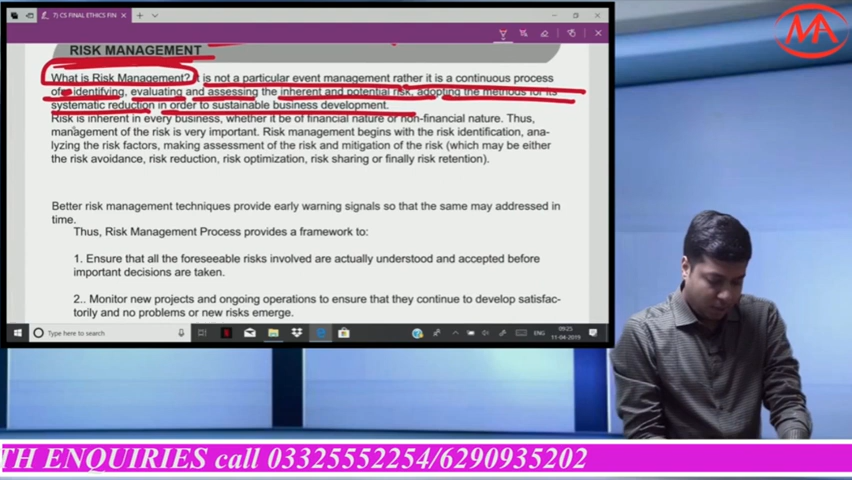 7) CS FINAL ETHICS FIN
MA
RISK MANAGEMENT
What is Risk Management? It is not a particular event management rather it is a continuous process
of identifying, evaluating and assessing the inherent and potential risk, adopting the methods for its
systematic reduction in order to sustainable business development.
Risk is inherent in every business, whether it be of financial nature or non-financial nature. Thus,
management of the risk is very important. Risk management begins with the risk identification, ana-
lyzing the risk factors, making assessment of the risk and mitigation of the risk (which may be either
the risk avoidance, risk reduction, risk optimization, risk sharing or finally risk retention).
Better risk management techniques provide early warning signals so that the same may addressed in
time.
Thus, Risk Management Process provides a framework to:
1. Ensure that all the foreseeable risks involved are actually understood and accepted before
important decisions are taken.
2.. Monitor new projects and ongoing operations to ensure that they continue to develop satisfac-
torily and no problems or new risks emerge.
Type here to search
ENG
09:25
11-04-2019
TH ENQUIRIES call 03325552254/6290935202